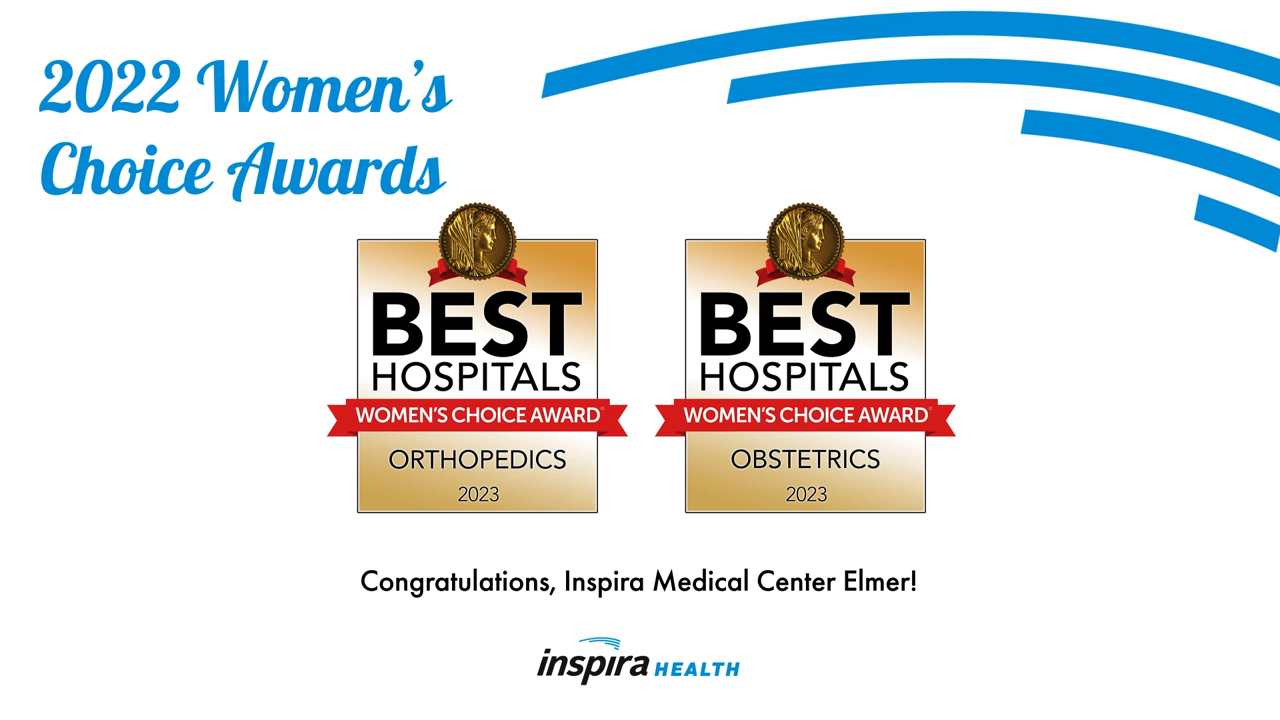 2022 Women's
Choice Awards
BEST
HOSPITALS
WOMEN'S CHOICE AWARD®
ORTHOPEDICS
2023
BEST
HOSPITALS
WOMEN'S CHOICE AWARD®
OBSTETRICS
2023
Congratulations, Inspira Medical Center Elmer!
inspira HEALTH